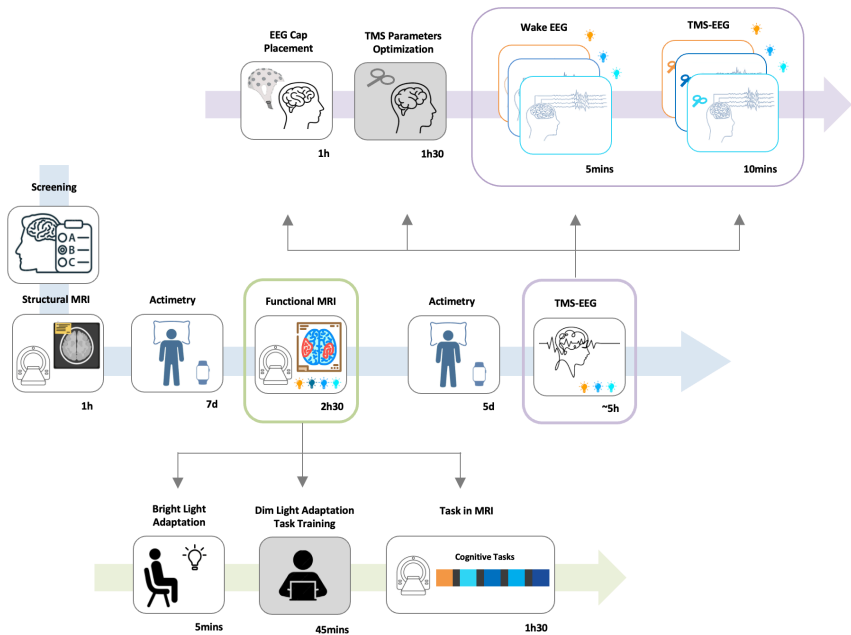 EEG Cap
Placement
1h
TMS Parameters
Optimization
1h30
Wake EEG
5mins
TMS-EEG
10mins
Screening
A
B
C
Structural MRI
1h
Actimetry
7d
Functional MRI
2h30
Actimetry
5d
TMS-EEG
~5h
Bright Light
Adaptation
5mins
Dim Light Adaptation
Task Training
45mins
Task in MRI
Cognitive Tasks
1h30